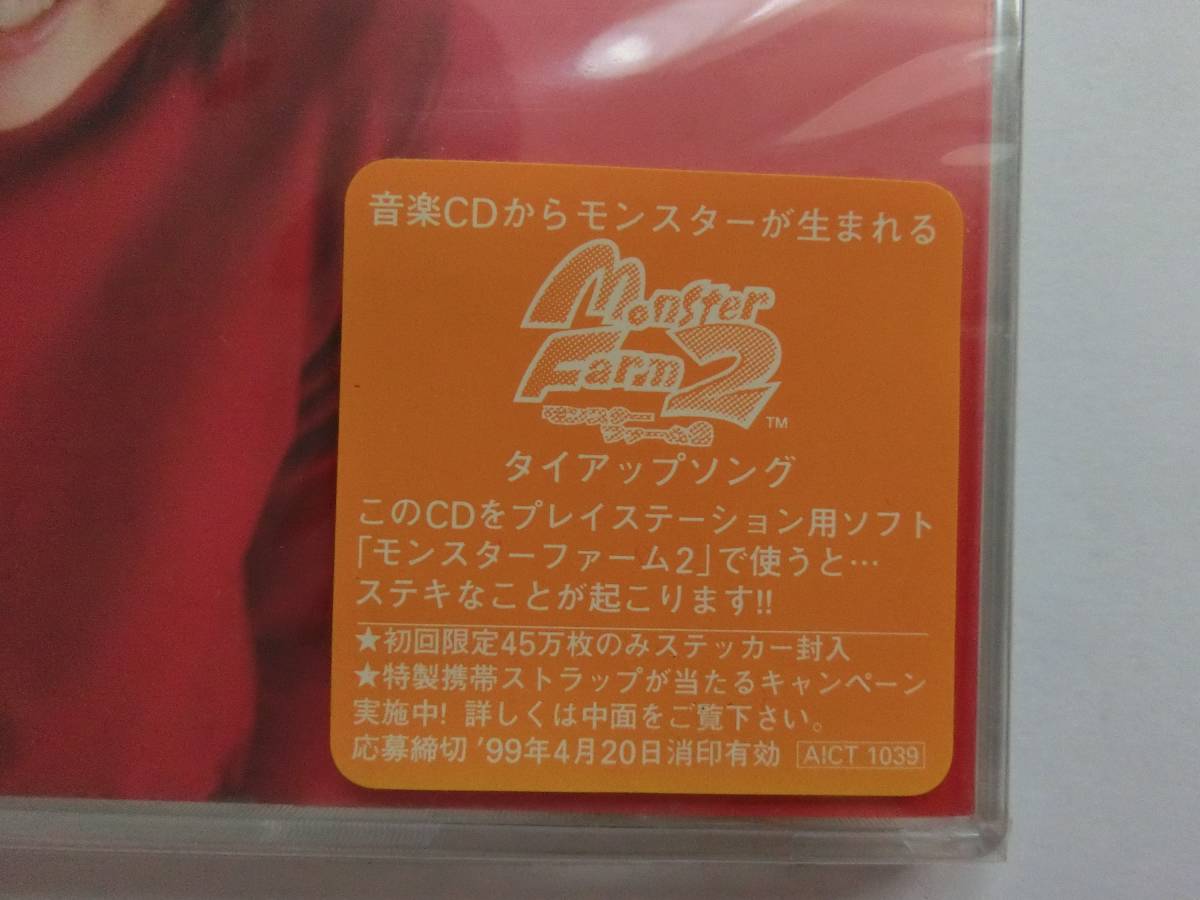 音楽CDからモンスターが生まれる
Monster
Farm2
TM
タイアップソング
このCDをプレイステーション用ソフト
「モンスターファーム2」で使うと…
ステキなことが起こります!!
★初回限定45万枚のみステッカー封入
★特製携帯ストラップが当たるキャンペーン
実施中! 詳しくは中面をご覧下さい。
応募締切 '99年4月20日消印有効 AICT 1039